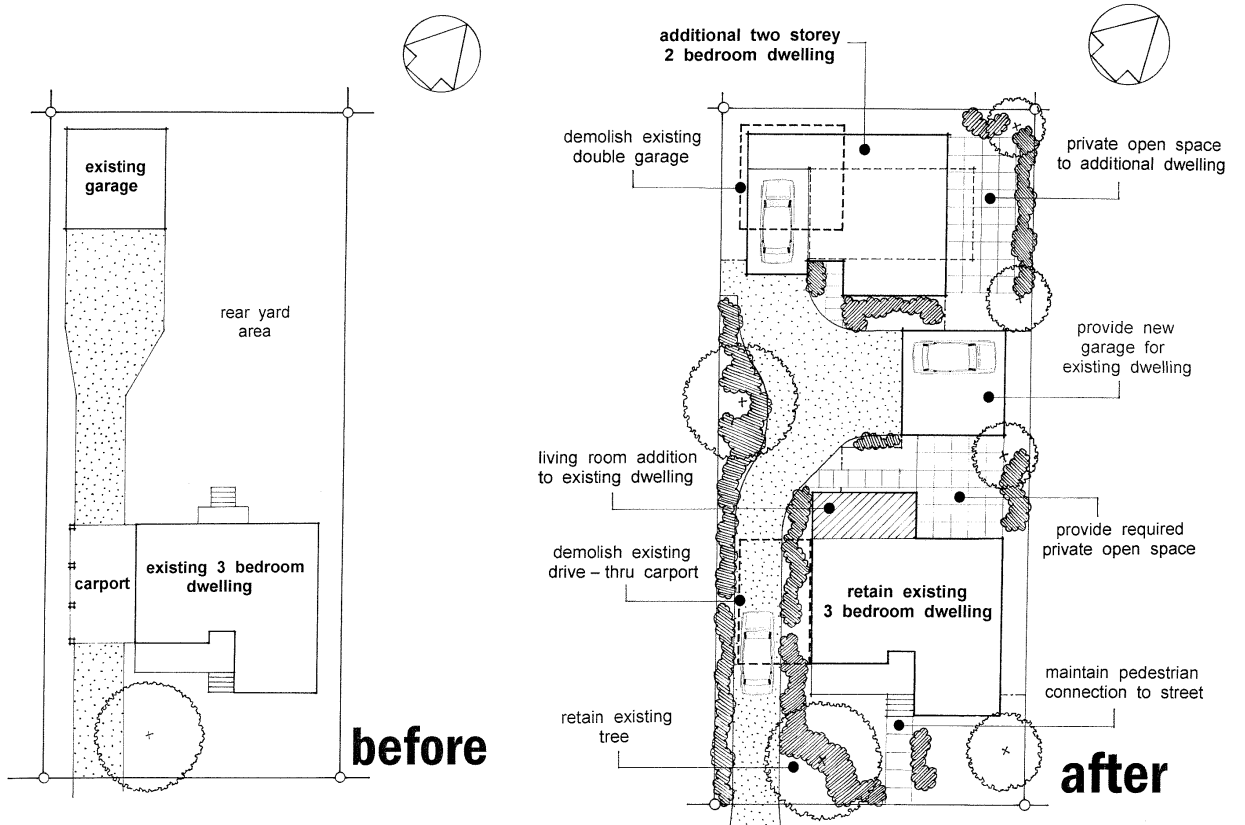 existing
garage
rear yard
area
carport
existing 3 bedroom
dwelling
before
additional two storey
2 bedroom dwelling
demolish existing
double garage
private open space
to additional dwelling
provide new
garage for
existing dwelling
living room addition
to existing dwelling
provide required
private open space
demolish existing
drive – thru carport
retain existing
3 bedroom dwelling
maintain pedestrian
connection to street
retain existing
tree
after